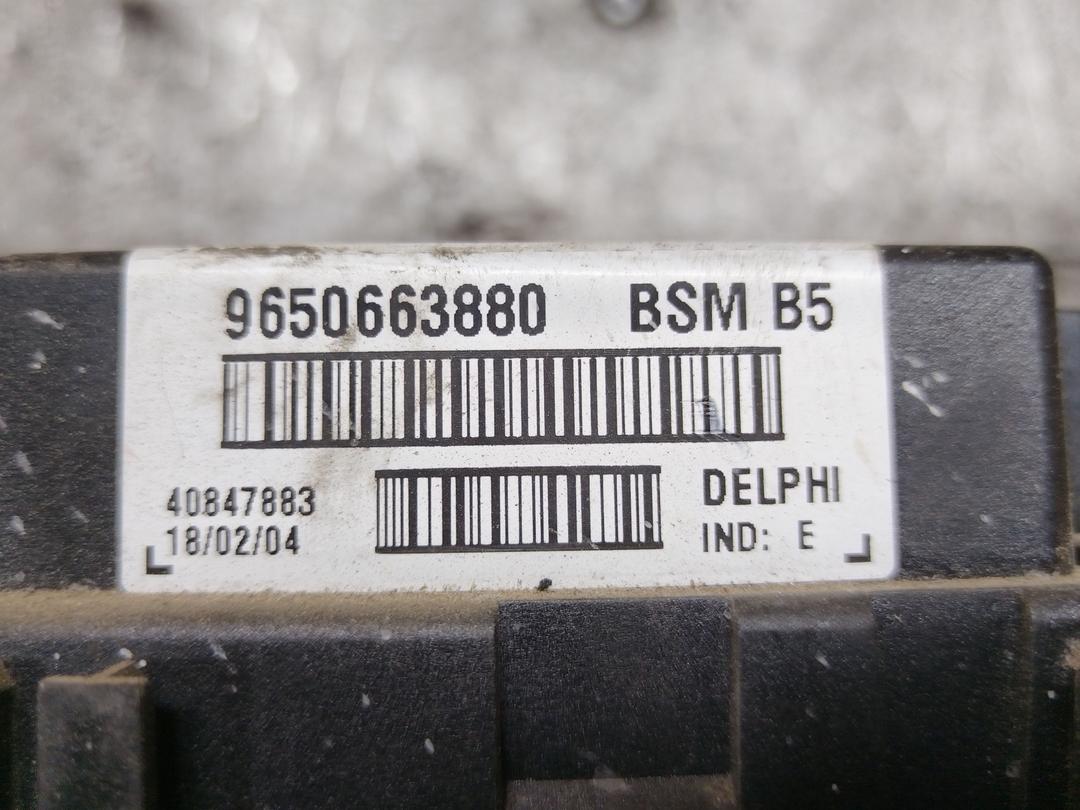 9650663880 BSM B5
40847883
18/02/04
DELPHI
IND: E